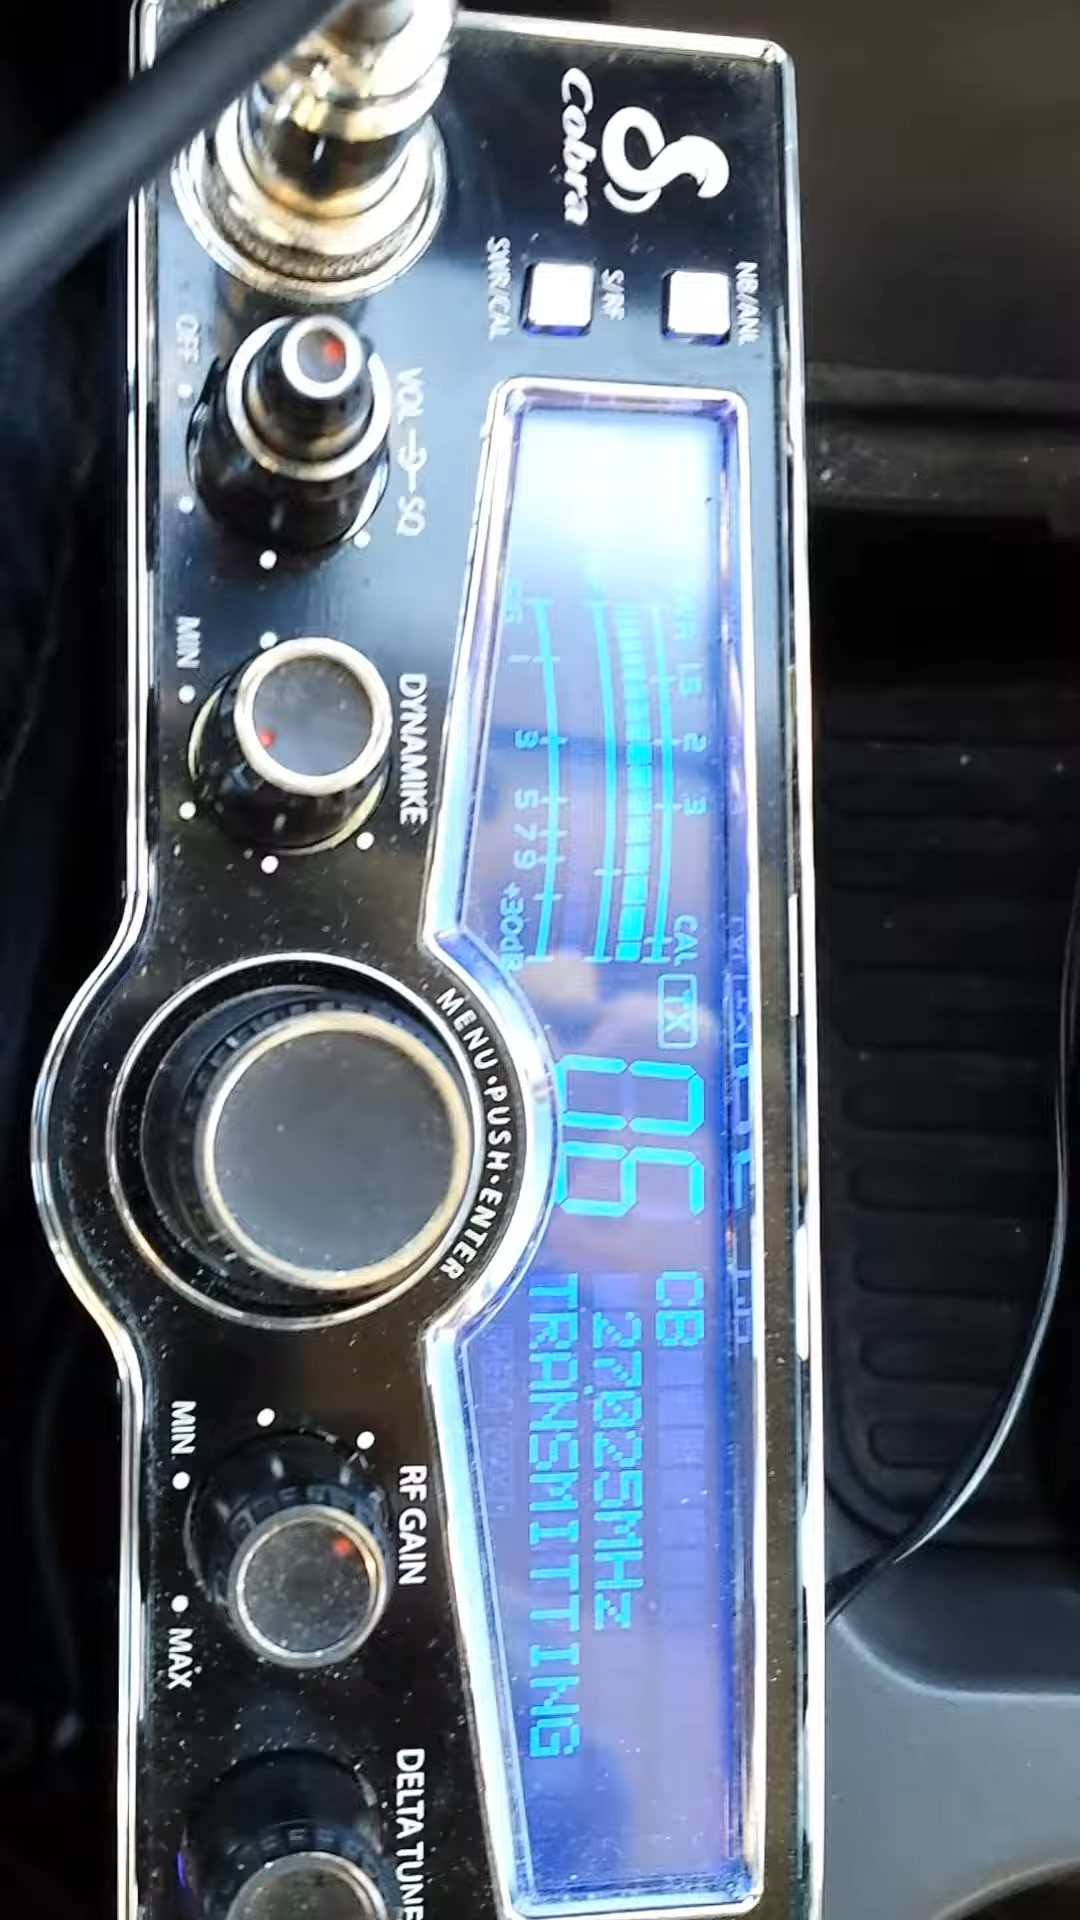 Cobra
NB/ANL
S/RF
SWR/CAL
SWR 1.5 2 3 CAL
1 3 5 7 9 +30dB
TX
06
CB
27.025MHz
TRANSMITTING
OFF
VOL SQ
MIN
DYNAMIKE
MENU•PUSH•ENTER
MIN
RF GAIN
MAX
DELTA TUNE